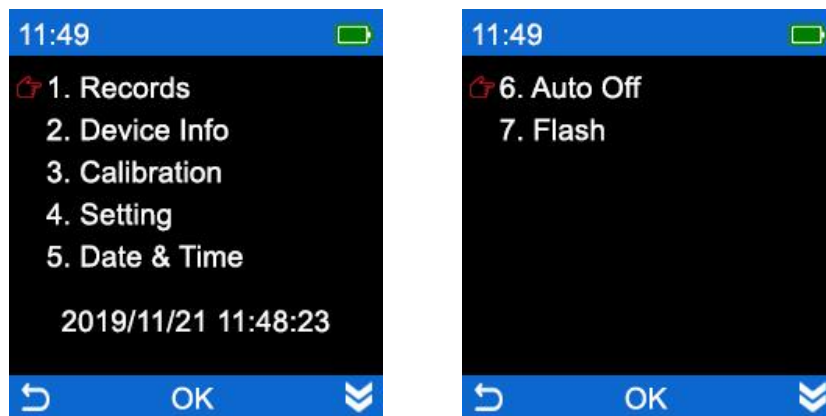 11:49
1. Records
2. Device Info
3. Calibration
4. Setting
5. Date & Time
2019/11/21 11:48:23
OK
11:49
6. Auto Off
7. Flash
OK